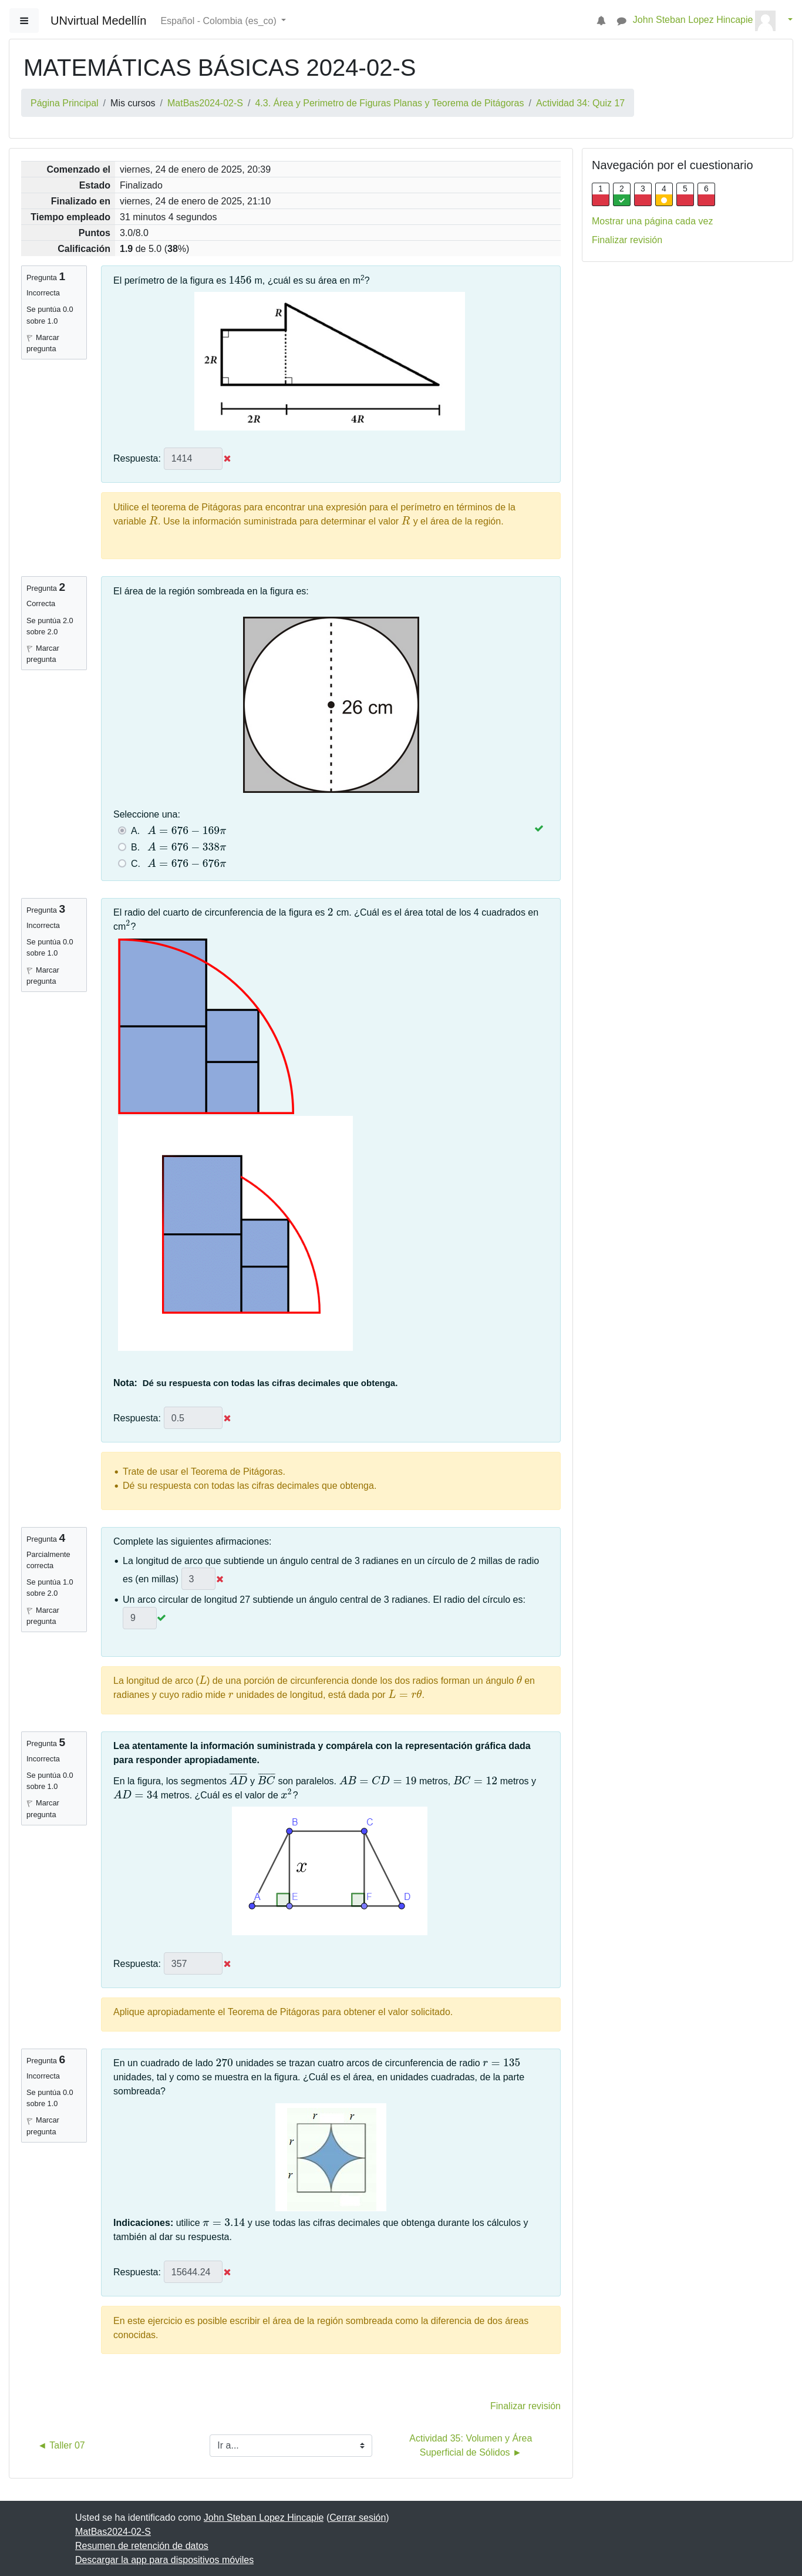 UNvirtual Medellín
Español - Colombia (es_co)
John Steban Lopez Hincapie
MATEMÁTICAS BÁSICAS 2024-02-S
Página Principal / Mis cursos / MatBas2024-02-S / 4.3. Área y Perimetro de Figuras Planas y Teorema de Pitágoras / Actividad 34: Quiz 17
Comenzado el viernes, 24 de enero de 2025, 20:39
Estado Finalizado
Finalizado en viernes, 24 de enero de 2025, 21:10
Tiempo empleado 31 minutos 4 segundos
Puntos 3.0/8.0
Calificación 1.9 de 5.0 (38%)
Navegación por el cuestionario
1 2 3 4 5 6
Mostrar una página cada vez
Finalizar revisión
Pregunta 1
Incorrecta
Se puntúa 0.0
sobre 1.0
Marcar
pregunta
El perímetro de la figura es 1456 m, ¿cuál es su área en m²?
R
2R
2R 4R
Respuesta: 1414
Utilice el teorema de Pitágoras para encontrar una expresión para el perímetro en términos de la
variable R. Use la información suministrada para determinar el valor R y el área de la región.
Pregunta 2
Correcta
Se puntúa 2.0
sobre 2.0
Marcar
pregunta
El área de la región sombreada en la figura es:
26 cm
Seleccione una:
A. A = 676 − 169π
B. A = 676 − 338π
C. A = 676 − 676π
Pregunta 3
Incorrecta
Se puntúa 0.0
sobre 1.0
Marcar
pregunta
El radio del cuarto de circunferencia de la figura es 2 cm. ¿Cuál es el área total de los 4 cuadrados en
cm²?
Nota: Dé su respuesta con todas las cifras decimales que obtenga.
Respuesta: 0.5
• Trate de usar el Teorema de Pitágoras.
• Dé su respuesta con todas las cifras decimales que obtenga.
Pregunta 4
Parcialmente
correcta
Se puntúa 1.0
sobre 2.0
Marcar
pregunta
Complete las siguientes afirmaciones:
• La longitud de arco que subtiende un ángulo central de 3 radianes en un círculo de 2 millas de radio
es (en millas) 3
• Un arco circular de longitud 27 subtiende un ángulo central de 3 radianes. El radio del círculo es:
9
La longitud de arco (L) de una porción de circunferencia donde los dos radios forman un ángulo θ en
radianes y cuyo radio mide r unidades de longitud, está dada por L = rθ.
Pregunta 5
Incorrecta
Se puntúa 0.0
sobre 1.0
Marcar
pregunta
Lea atentamente la información suministrada y compárela con la representación gráfica dada
para responder apropiadamente.
En la figura, los segmentos A̅D̅ y B̅C̅ son paralelos. AB = CD = 19 metros, BC = 12 metros y
AD = 34 metros. ¿Cuál es el valor de x²?
B C
x
A E F D
Respuesta: 357
Aplique apropiadamente el Teorema de Pitágoras para obtener el valor solicitado.
Pregunta 6
Incorrecta
Se puntúa 0.0
sobre 1.0
Marcar
pregunta
En un cuadrado de lado 270 unidades se trazan cuatro arcos de circunferencia de radio r = 135
unidades, tal y como se muestra en la figura. ¿Cuál es el área, en unidades cuadradas, de la parte
sombreada?
r r
r
r
Indicaciones: utilice π = 3.14 y use todas las cifras decimales que obtenga durante los cálculos y
también al dar su respuesta.
Respuesta: 15644.24
En este ejercicio es posible escribir el área de la región sombreada como la diferencia de dos áreas
conocidas.
Finalizar revisión
◄ Taller 07
Ir a...
Actividad 35: Volumen y Área
Superficial de Sólidos ►
Usted se ha identificado como John Steban Lopez Hincapie (Cerrar sesión)
MatBas2024-02-S
Resumen de retención de datos
Descargar la app para dispositivos móviles